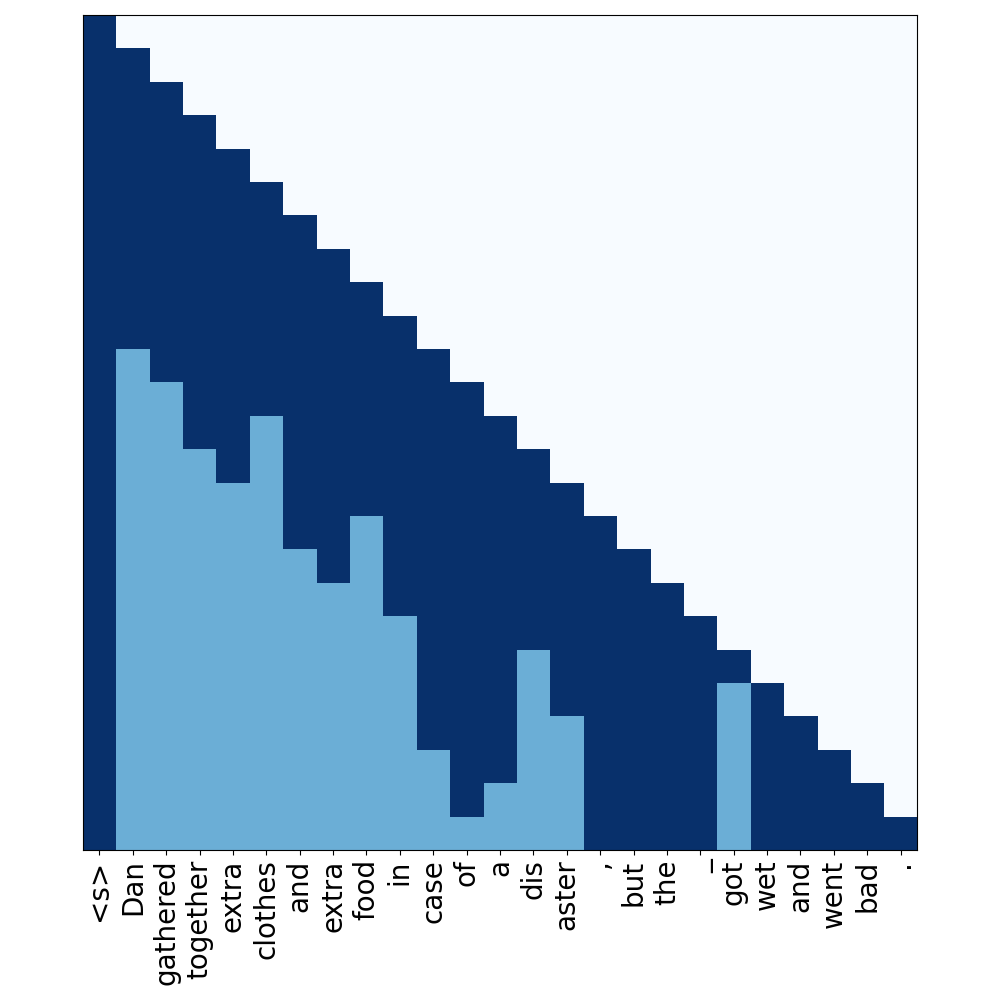 <s> Dan gathered together extra clothes and extra food in case of a dis aster , but the _ got wet and went bad .